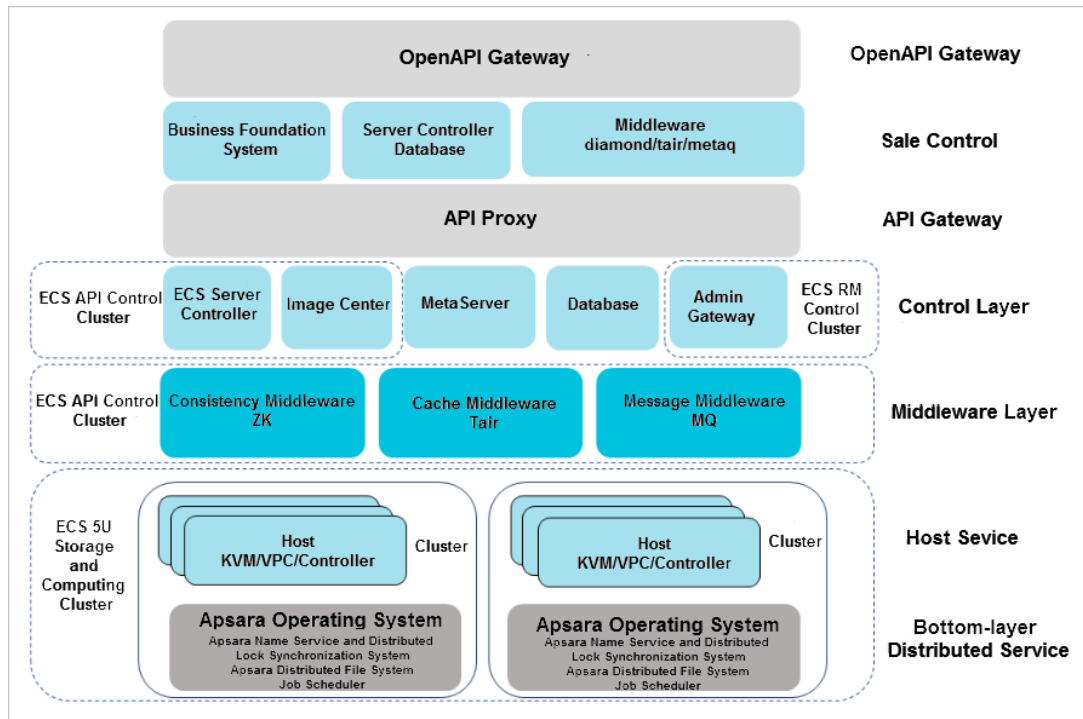 OpenAPI Gateway
OpenAPI Gateway
Business Foundation
System
Server Controller
Database
Middleware
diamond/tair/metaq
Sale Control
API Proxy
API Gateway
ECS API Control
Cluster
ECS Server
Controller
Image Center
MetaServer
Database
Admin
Gateway
ECS RM
Control
Cluster
Control Layer
ECS API Control
Cluster
Consistency Middleware
ZK
Cache Middleware
Tair
Message Middleware
MQ
Middleware Layer
ECS 5U
Storage
and
Computing
Cluster
Host
KVM/VPC/Controller
Cluster
Host
KVM/VPC/Controller
Cluster
Host Sevice
Apsara Operating System
Apsara Name Service and Distributed
Lock Synchronization System
Apsara Distributed File System
Job Scheduler
Apsara Operating System
Apsara Name Service and Distributed
Lock Synchronization System
Apsara Distributed File System
Job Scheduler
Bottom-layer
Distributed Service